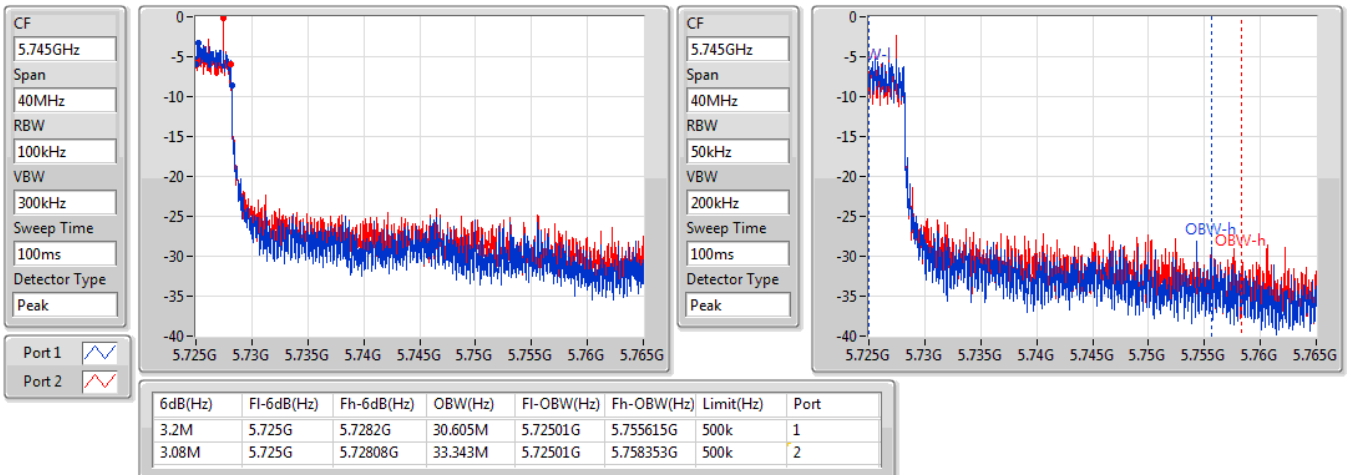 CF
5.745GHz
Span
40MHz
RBW
100kHz
VBW
300kHz
Sweep Time
100ms
Detector Type
Peak
Port 1
Port 2
0
-5
-10
-15
-20
-25
-30
-35
-40
5.725G 5.73G 5.735G 5.74G 5.745G 5.75G 5.755G 5.76G 5.765G
CF
5.745GHz
Span
40MHz
RBW
50kHz
VBW
200kHz
Sweep Time
100ms
Detector Type
Peak
0
-5
-10
-15
-20
-25
-30
-35
-40
OBW-h
OBW-h
5.725G 5.73G 5.735G 5.74G 5.745G 5.75G 5.755G 5.76G 5.765G
6dB(Hz) Fl-6dB(Hz) Fh-6dB(Hz) OBW(Hz) Fl-OBW(Hz) Fh-OBW(Hz) Limit(Hz) Port
3.2M 5.725G 5.7282G 30.605M 5.72501G 5.755615G 500k 1
3.08M 5.725G 5.72808G 33.343M 5.72501G 5.758353G 500k 2